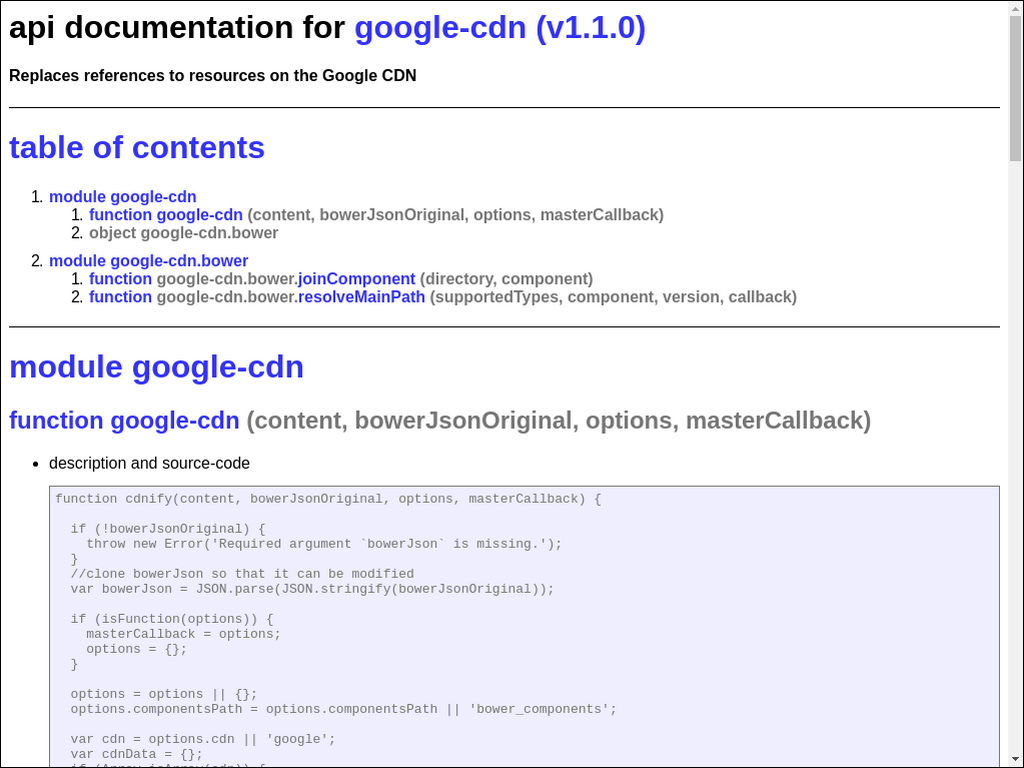 api documentation for google-cdn (v1.1.0)
Replaces references to resources on the Google CDN
table of contents
1. module google-cdn
1. function google-cdn (content, bowerJsonOriginal, options, masterCallback)
2. object google-cdn.bower
2. module google-cdn.bower
1. function google-cdn.bower.joinComponent (directory, component)
2. function google-cdn.bower.resolveMainPath (supportedTypes, component, version, callback)
module google-cdn
function google-cdn (content, bowerJsonOriginal, options, masterCallback)
• description and source-code
function cdnify(content, bowerJsonOriginal, options, masterCallback) {
if (!bowerJsonOriginal) {
throw new Error('Required argument `bowerJson` is missing.');
}
//clone bowerJson so that it can be modified
var bowerJson = JSON.parse(JSON.stringify(bowerJsonOriginal));
if (isFunction(options)) {
masterCallback = options;
options = {};
}
options = options || {};
options.componentsPath = options.componentsPath || 'bower_components';
var cdn = options.cdn || 'google';
var cdnData = {};
if (Array.isArray(cdn)) {